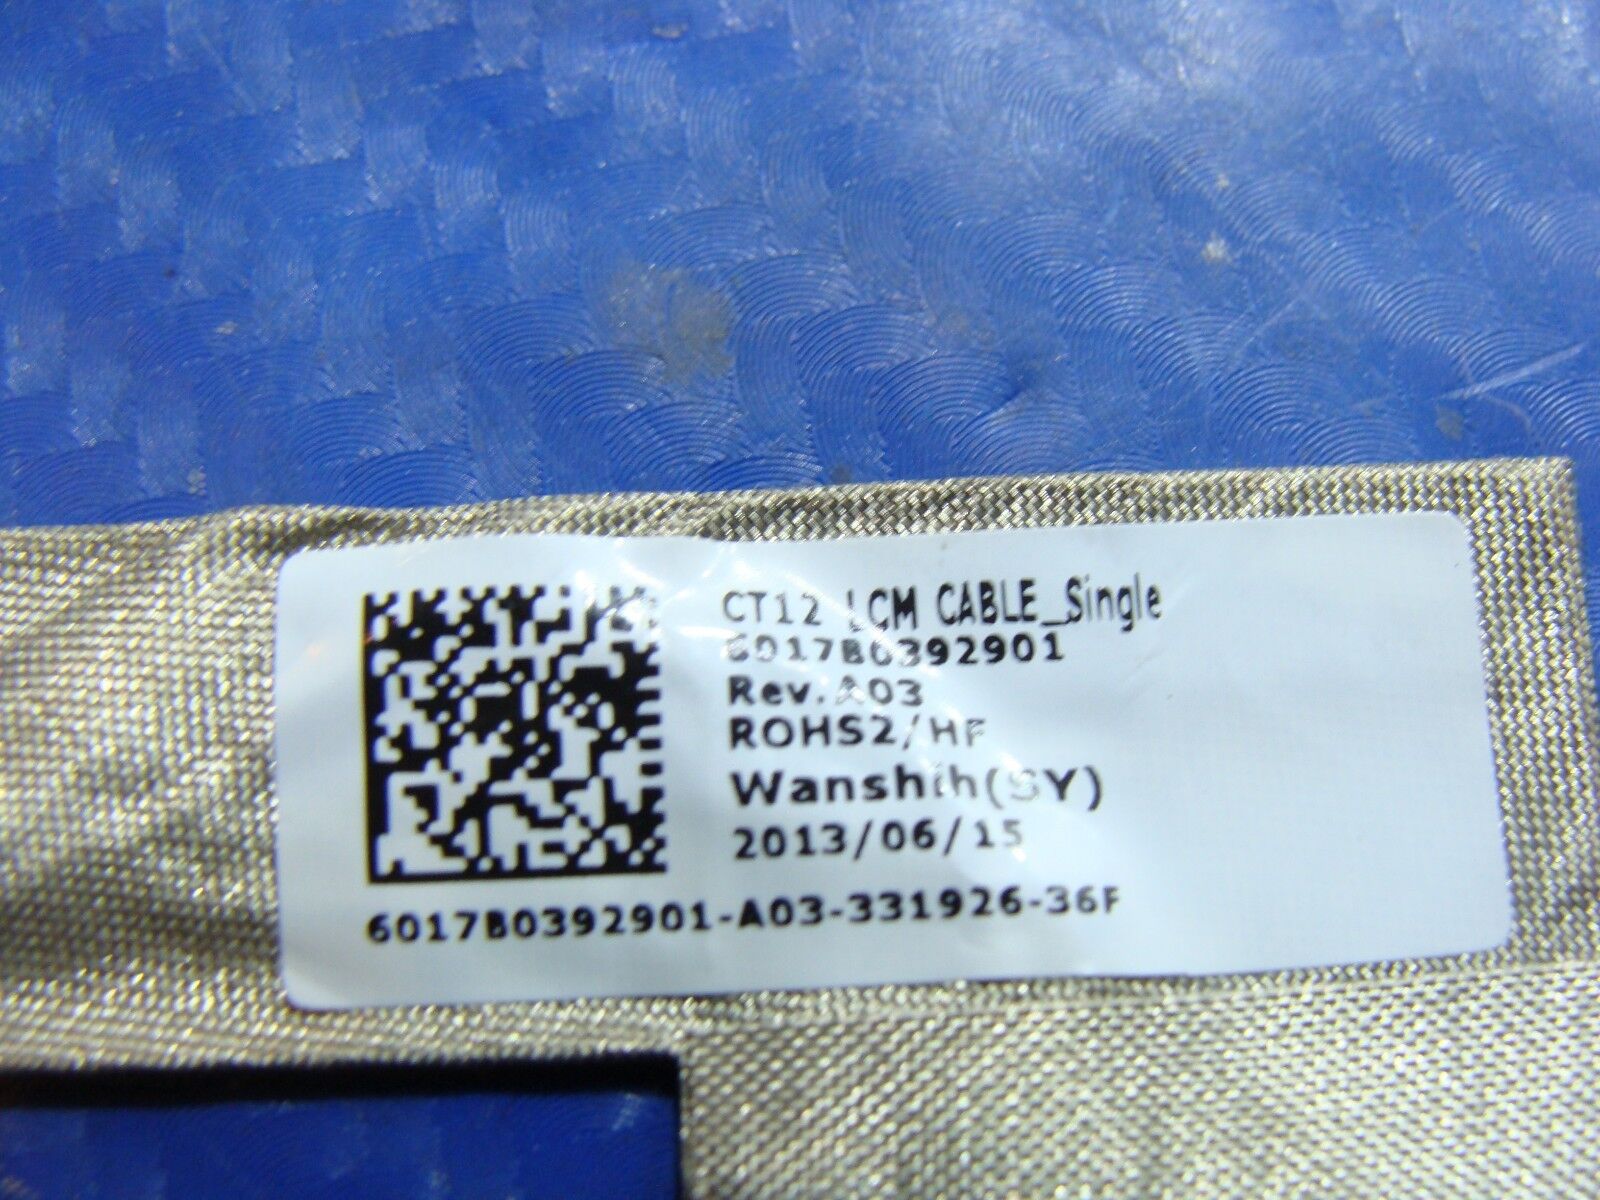 CT12 LCM CABLE_Single
6017B0392901
Rev.A03
ROHS2/HF
Wanshih(SY)
2013/06/15
6017B0392901-A03-331926-36F